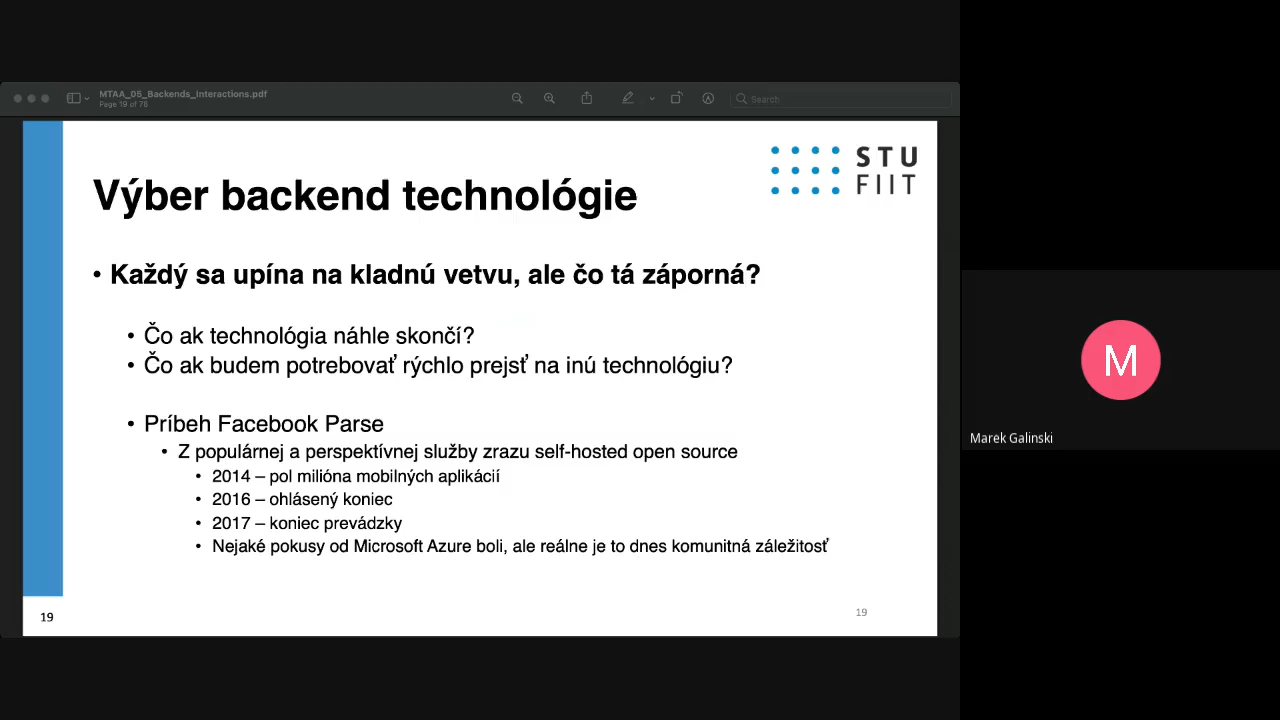 MTAA_05_Backends_Interactions.pdf
Page 19 of 76
Search
STU
FIIT
Výber backend technológie
• Každý sa upína na kladnú vetvu, ale čo tá záporná?
• Čo ak technológia náhle skončí?
• Čo ak budem potrebovať rýchlo prejsť na inú technológiu?
• Príbeh Facebook Parse
• Z populárnej a perspektívnej služby zrazu self-hosted open source
• 2014 – pol milióna mobilných aplikácií
• 2016 – ohlásený koniec
• 2017 – koniec prevádzky
• Nejaké pokusy od Microsoft Azure boli, ale reálne je to dnes komunitná záležitosť
19
19
M
Marek Galinski